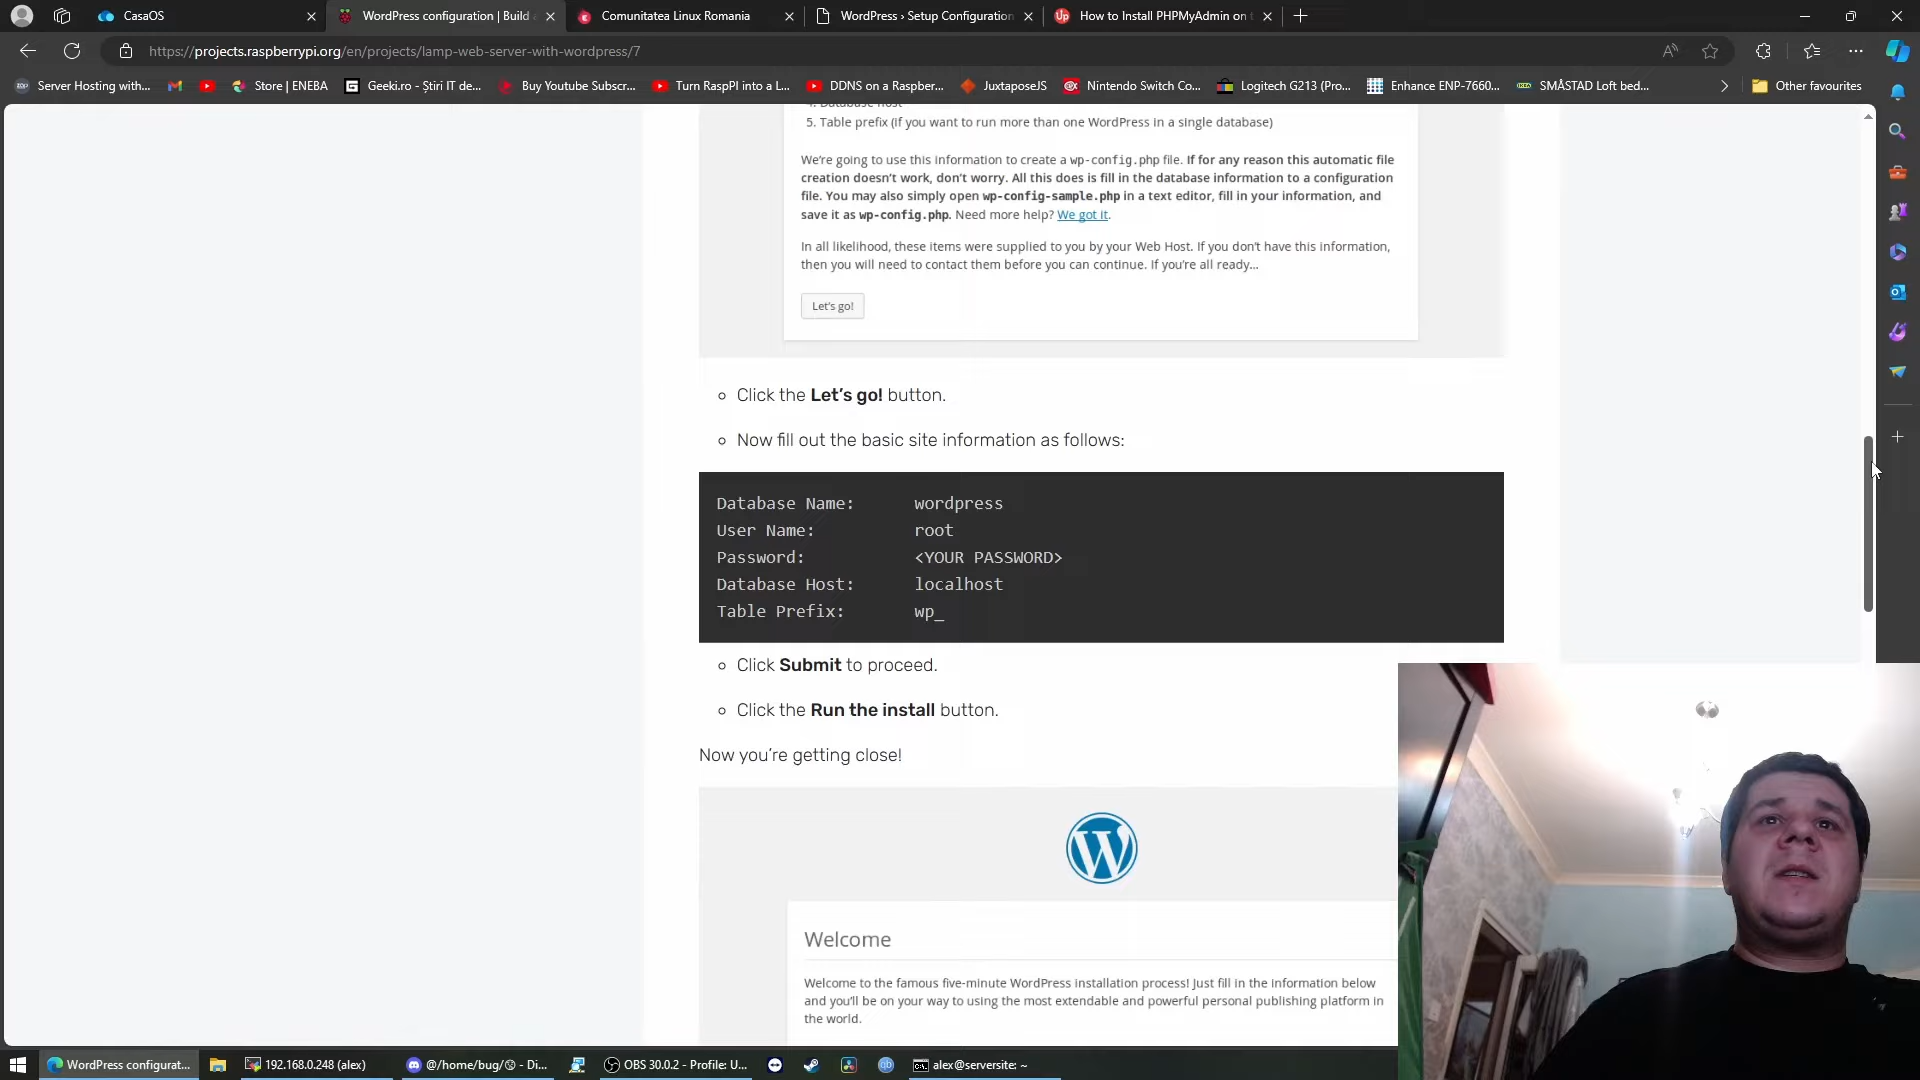 CasaOS
WordPress configuration | Build a
Comunitatea Linux Romania
WordPress › Setup Configuration
How to Install PHPMyAdmin on
Up
https://projects.raspberrypi.org/en/projects/lamp-web-server-with-wordpress/7
Server Hosting with...
Store | ENEBA
Geeki.ro - Știri IT de...
Buy Youtube Subscr...
Turn RaspPI into a L...
DDNS on a Raspber...
JuxtaposeJS
Nintendo Switch Co...
Logitech G213 (Pro...
Enhance ENP-7660...
SMÅSTAD Loft bed...
Other favourites
4. Database host
5. Table prefix (if you want to run more than one WordPress in a single database)
We're going to use this information to create a wp-config.php file. If for any reason this automatic file
creation doesn't work, don't worry. All this does is fill in the database information to a configuration
file. You may also simply open wp-config-sample.php in a text editor, fill in your information, and
save it as wp-config.php. Need more help? We got it.
In all likelihood, these items were supplied to you by your Web Host. If you don't have this information,
then you will need to contact them before you can continue. If you're all ready...
Let's go!
Click the Let's go! button.
Now fill out the basic site information as follows:
Database Name: wordpress
User Name: root
Password: <YOUR PASSWORD>
Database Host: localhost
Table Prefix: wp_
Click Submit to proceed.
Click the Run the install button.
Now you're getting close!
W
Welcome
Welcome to the famous five-minute WordPress installation process! Just fill in the information below
and you'll be on your way to using the most extendable and powerful personal publishing platform in
the world.
WordPress configurat...
192.168.0.248 (alex)
@/home/bug/ - Di...
OBS 30.0.2 - Profile: U...
alex@serversite: ~